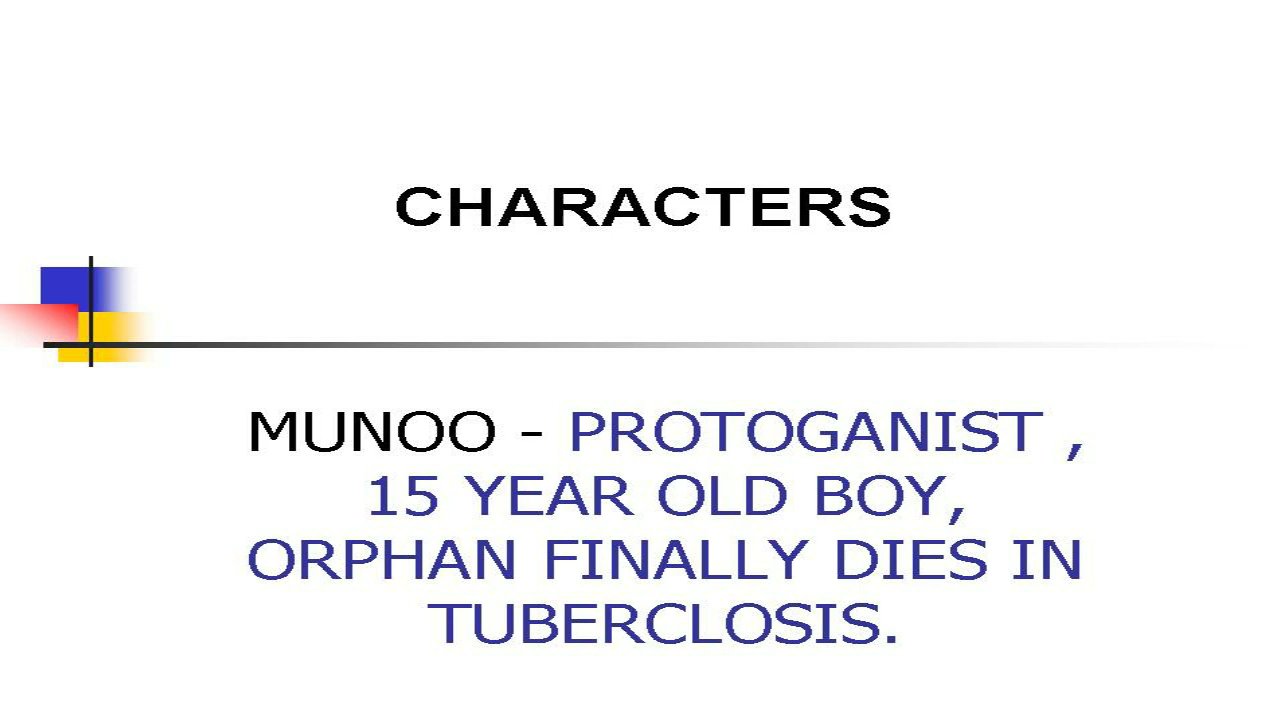 CHARACTERS
MUNOO - PROTOGANIST ,
15 YEAR OLD BOY,
ORPHAN FINALLY DIES IN
TUBERCLOSIS.